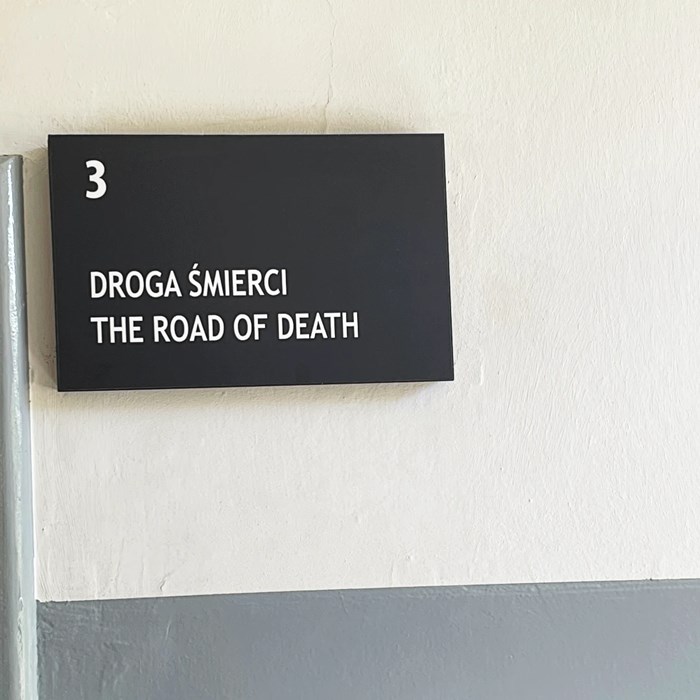 3
DROGA ŚMIERCI
THE ROAD OF DEATH